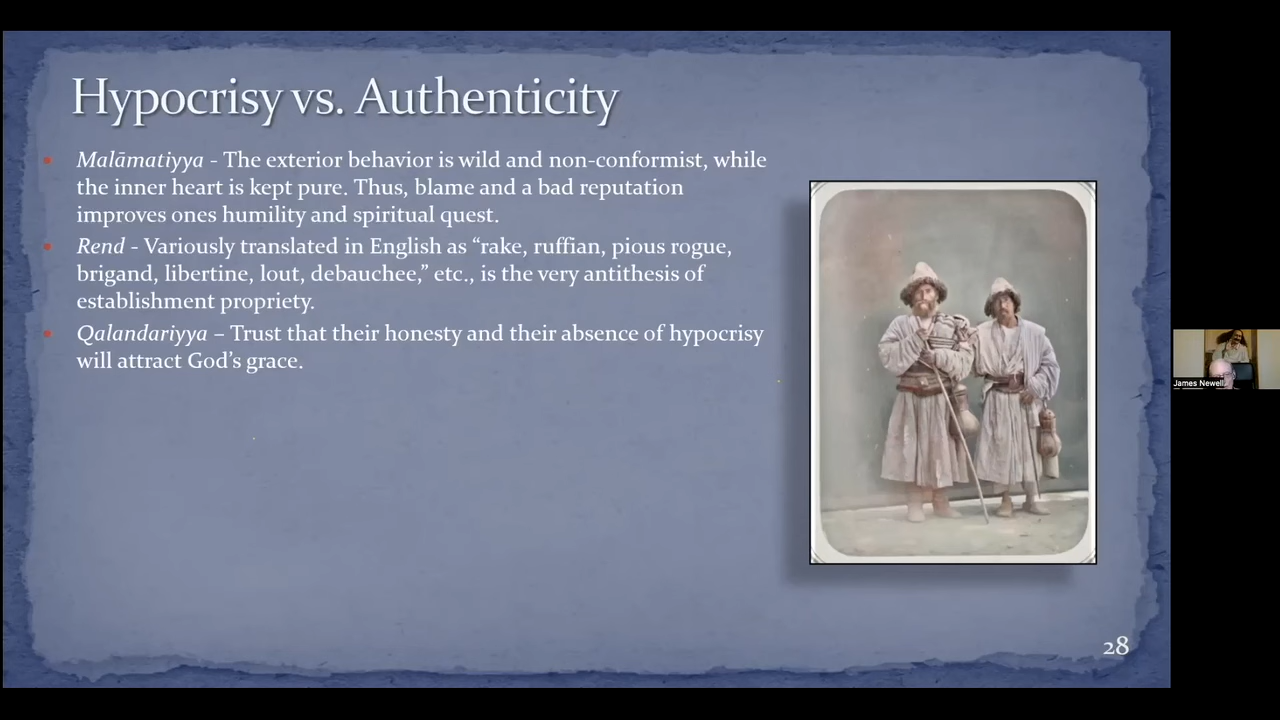 Hypocrisy vs. Authenticity
Malāmatiyya - The exterior behavior is wild and non-conformist, while
the inner heart is kept pure. Thus, blame and a bad reputation
improves ones humility and spiritual quest.
Rend - Variously translated in English as “rake, ruffian, pious rogue,
brigand, libertine, lout, debauchee,” etc., is the very antithesis of
establishment propriety.
Qalandariyya – Trust that their honesty and their absence of hypocrisy
will attract God’s grace.
James Newell
28